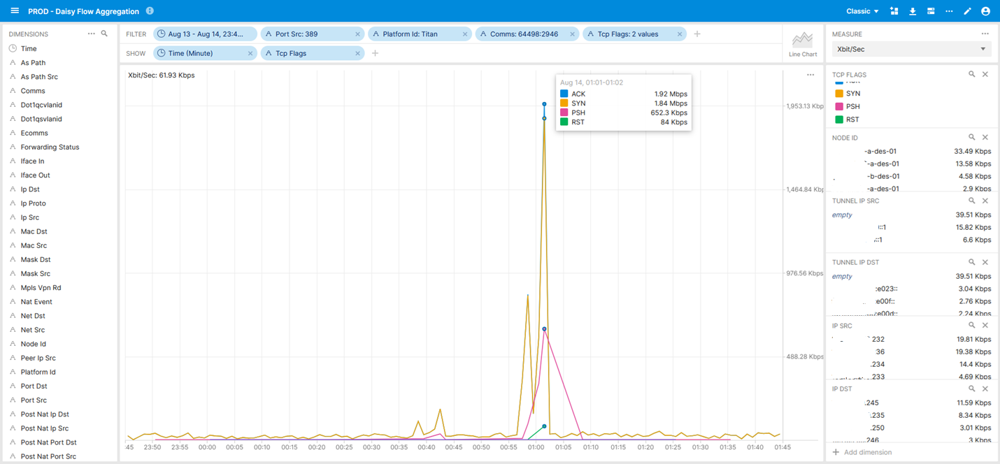 PROD - Daisy Flow Aggregation
Classic
DIMENSIONS
Time
As Path
As Path Src
Comms
Dot1qcvlanid
Dot1qsvlanid
Ecomms
Forwarding Status
Iface In
Iface Out
Ip Dst
Ip Proto
Ip Src
Mac Dst
Mac Src
Mask Dst
Mask Src
Mpls Vpn Rd
Nat Event
Net Dst
Net Src
Node Id
Peer Ip Src
Platform Id
Port Dst
Port Src
Post Nat Ip Dst
Post Nat Ip Src
Post Nat Port Dst
Post Nat Port Src
FILTER
Aug 13 - Aug 14, 23:4...
Port Src: 389
Platform Id: Titan
Comms: 64498:2946
Tcp Flags: 2 values
SHOW
Time (Minute)
Tcp Flags
Line Chart
Xbit/Sec: 61.93 Kbps
Aug 14, 01:01-01:02
ACK 1.92 Mbps
SYN 1.84 Mbps
PSH 652.3 Kbps
RST 84 Kbps
1,953.13 Kbp
1,464.84 Kbp
976.56 Kbps
488.28 Kbps
:45 23:50 23:55 00:00 00:05 00:10 00:15 00:20 00:25 00:30 00:35 00:40 00:45 00:50 00:55 01:00 01:05 01:10 01:15 01:20 01:25 01:30 01:35 01:40 01:45
MEASURE
Xbit/Sec
TCP FLAGS
SYN
PSH
RST
NODE ID
-a-des-01 33.49 Kbps
-a-des-01 13.58 Kbps
-b-des-01 4.58 Kbps
-a-des-01 2.9 Kbps
TUNNEL IP SRC
empty 39.51 Kbps
::1 15.82 Kbps
::1 6.6 Kbps
TUNNEL IP DST
empty 39.51 Kbps
:e023:: 3.04 Kbps
:e00f:: 2.76 Kbps
:e00d:: 2.24 Kbps
IP SRC
232 19.81 Kbps
36 19.38 Kbps
.234 14.4 Kbps
.233 4.69 Kbps
IP DST
.245 11.59 Kbps
.235 8.34 Kbps
.250 3.01 Kbps
.246 3 Kbps
Add dimension